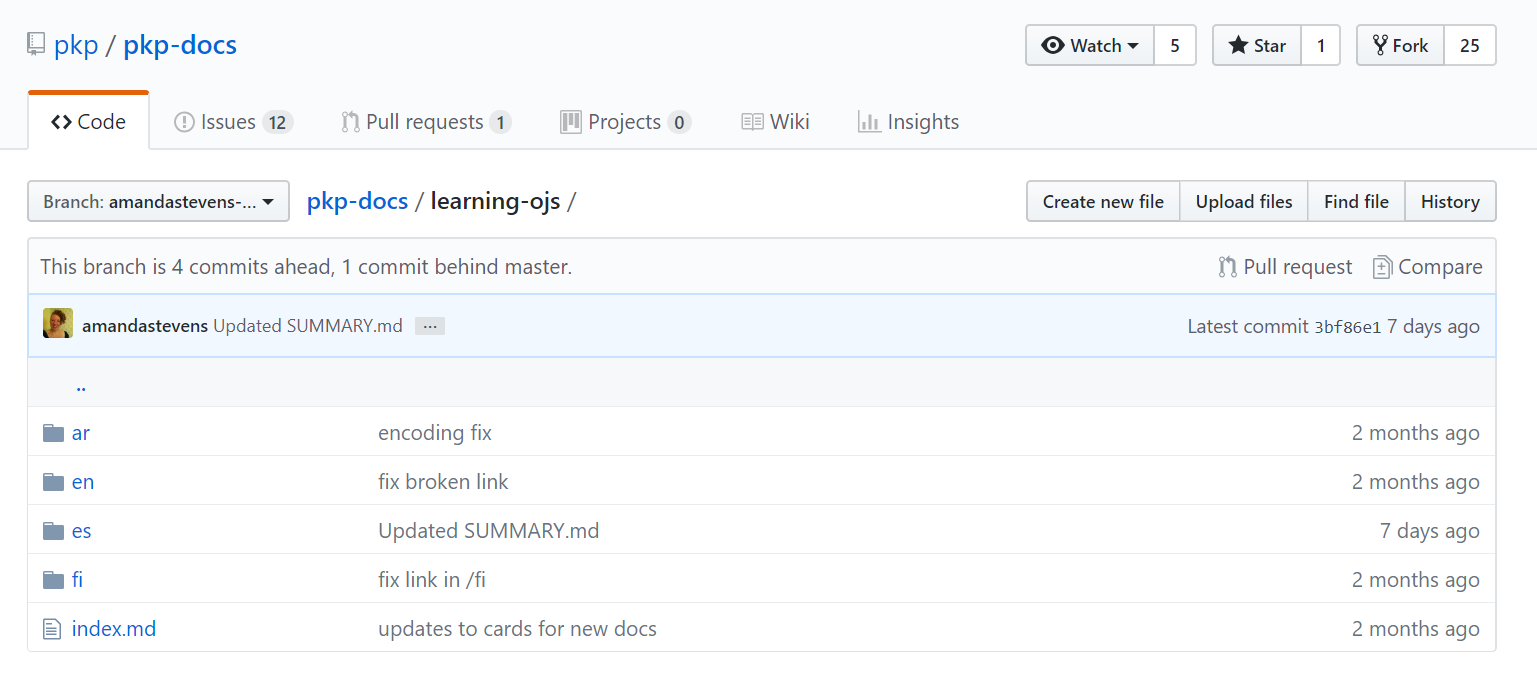 pkp / pkp-docs
Watch 5 Star 1 Fork 25
Code Issues 12 Pull requests 1 Projects 0 Wiki Insights
Branch: amandastevens-... pkp-docs / learning-ojs /
Create new file Upload files Find file History
This branch is 4 commits ahead, 1 commit behind master. Pull request Compare
amandastevens Updated SUMMARY.md ... Latest commit 3bf86e1 7 days ago
..
ar encoding fix 2 months ago
en fix broken link 2 months ago
es Updated SUMMARY.md 7 days ago
fi fix link in /fi 2 months ago
index.md updates to cards for new docs 2 months ago